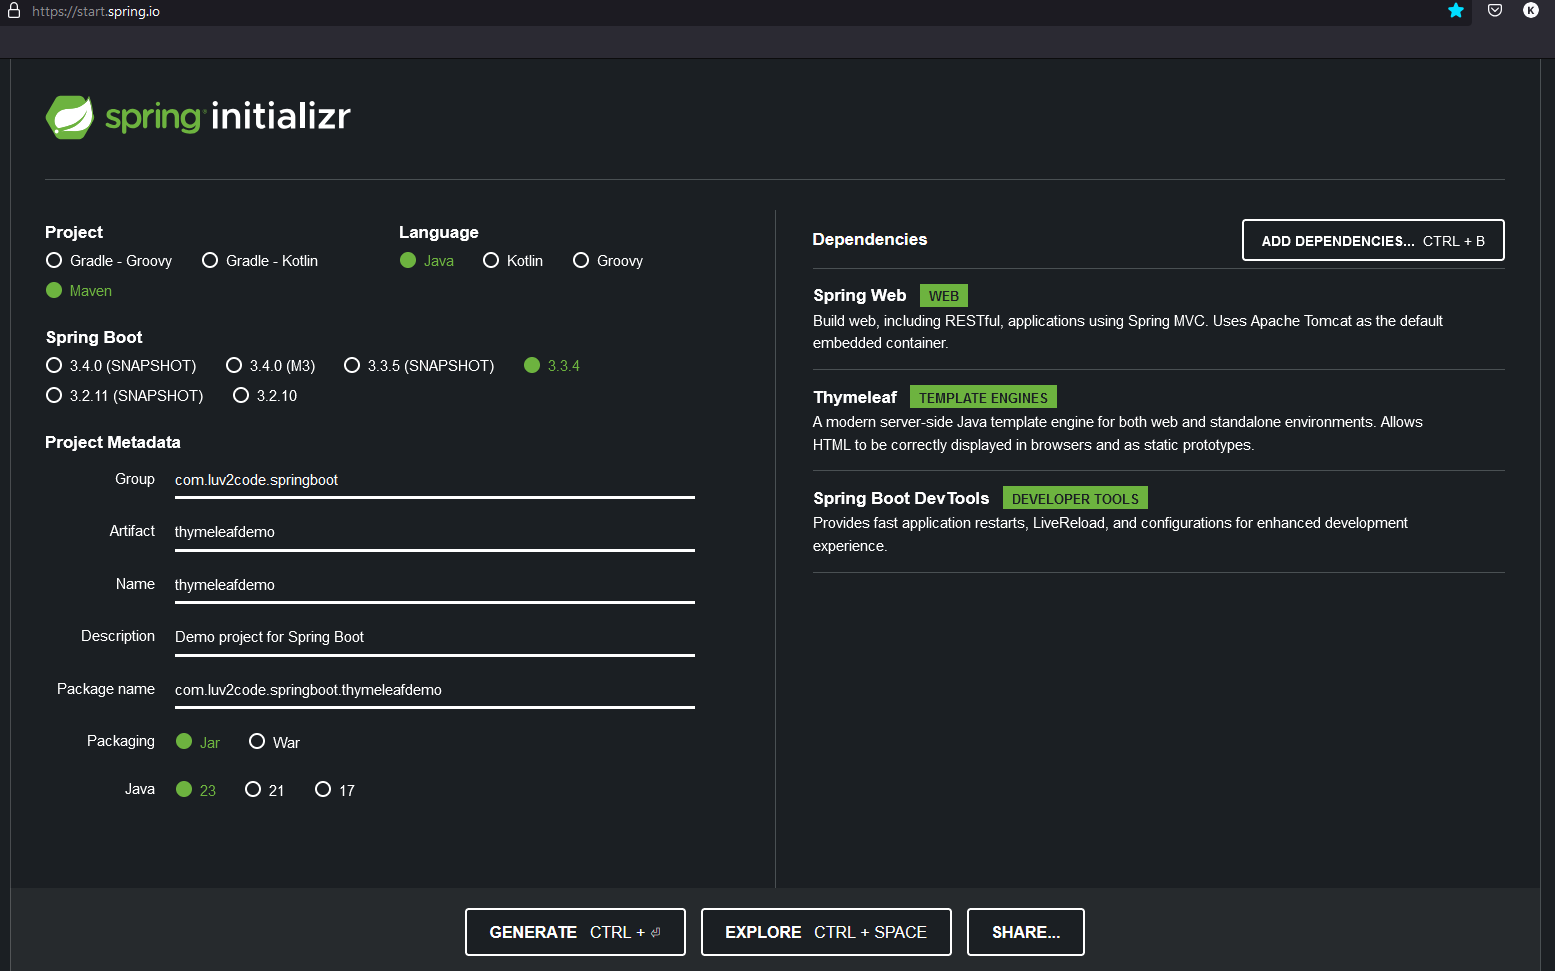 https://start.spring.io
K
spring initializr
Project
Gradle - Groovy Gradle - Kotlin
Maven
Language
Java Kotlin Groovy
Spring Boot
3.4.0 (SNAPSHOT) 3.4.0 (M3) 3.3.5 (SNAPSHOT) 3.3.4
3.2.11 (SNAPSHOT) 3.2.10
Project Metadata
Group com.luv2code.springboot
Artifact thymeleafdemo
Name thymeleafdemo
Description Demo project for Spring Boot
Package name com.luv2code.springboot.thymeleafdemo
Packaging Jar War
Java 23 21 17
Dependencies ADD DEPENDENCIES... CTRL + B
Spring Web WEB
Build web, including RESTful, applications using Spring MVC. Uses Apache Tomcat as the default
embedded container.
Thymeleaf TEMPLATE ENGINES
A modern server-side Java template engine for both web and standalone environments. Allows
HTML to be correctly displayed in browsers and as static prototypes.
Spring Boot DevTools DEVELOPER TOOLS
Provides fast application restarts, LiveReload, and configurations for enhanced development
experience.
GENERATE CTRL + ⏎ EXPLORE CTRL + SPACE SHARE...